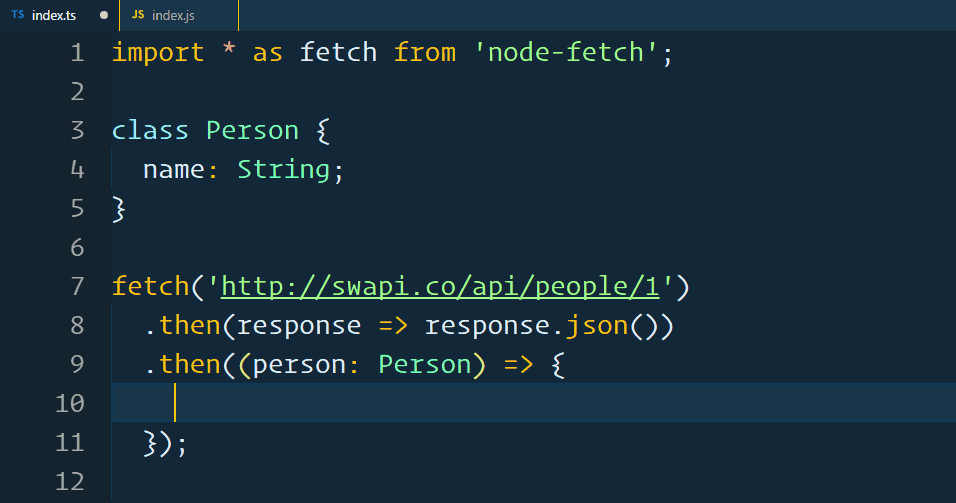 TS index.ts JS index.js
1 import * as fetch from 'node-fetch';
2
3 class Person {
4   name: String;
5 }
6
7 fetch('http://swapi.co/api/people/1')
8   .then(response => response.json())
9   .then((person: Person) => {
10
11   });
12